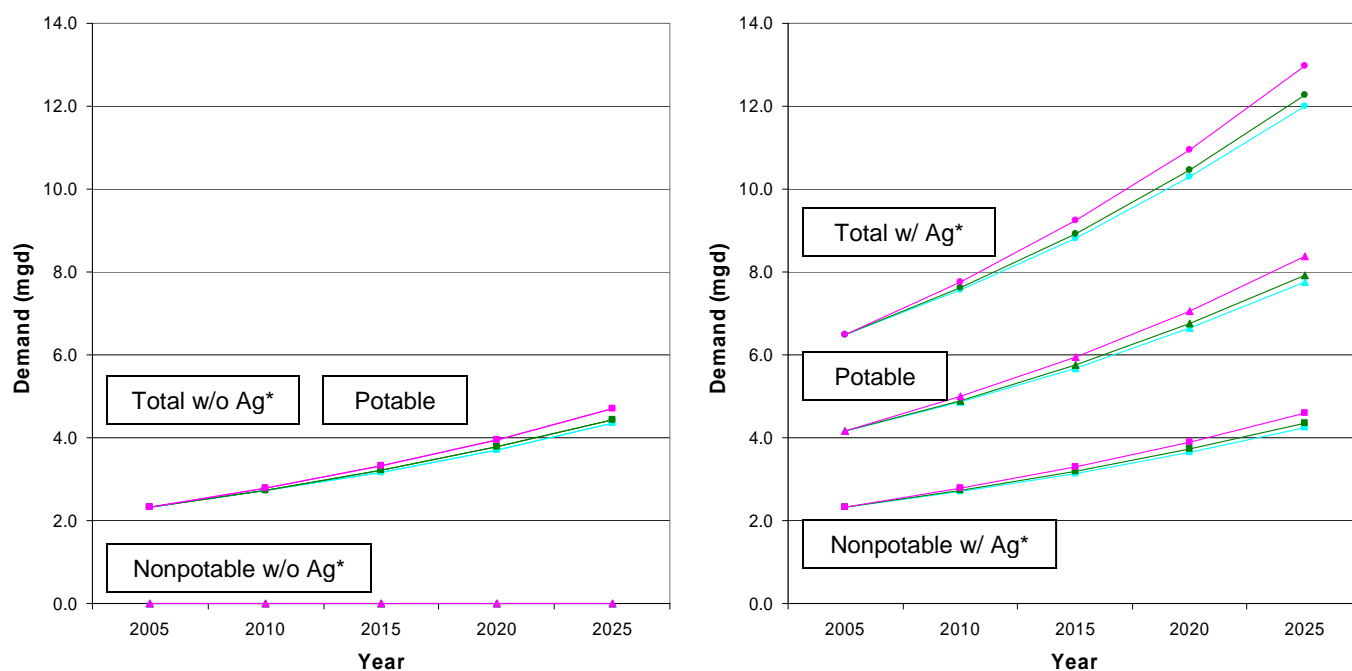 14.0
12.0
10.0
8.0
6.0
4.0
2.0
0.0
Demand (mgd)
Total w/o Ag*
Potable
Nonpotable w/o Ag*
2005 2010 2015 2020 2025
Year
14.0
12.0
10.0
8.0
6.0
4.0
2.0
0.0
Demand (mgd)
Total w/ Ag*
Potable
Nonpotable w/ Ag*
2005 2010 2015 2020 2025
Year